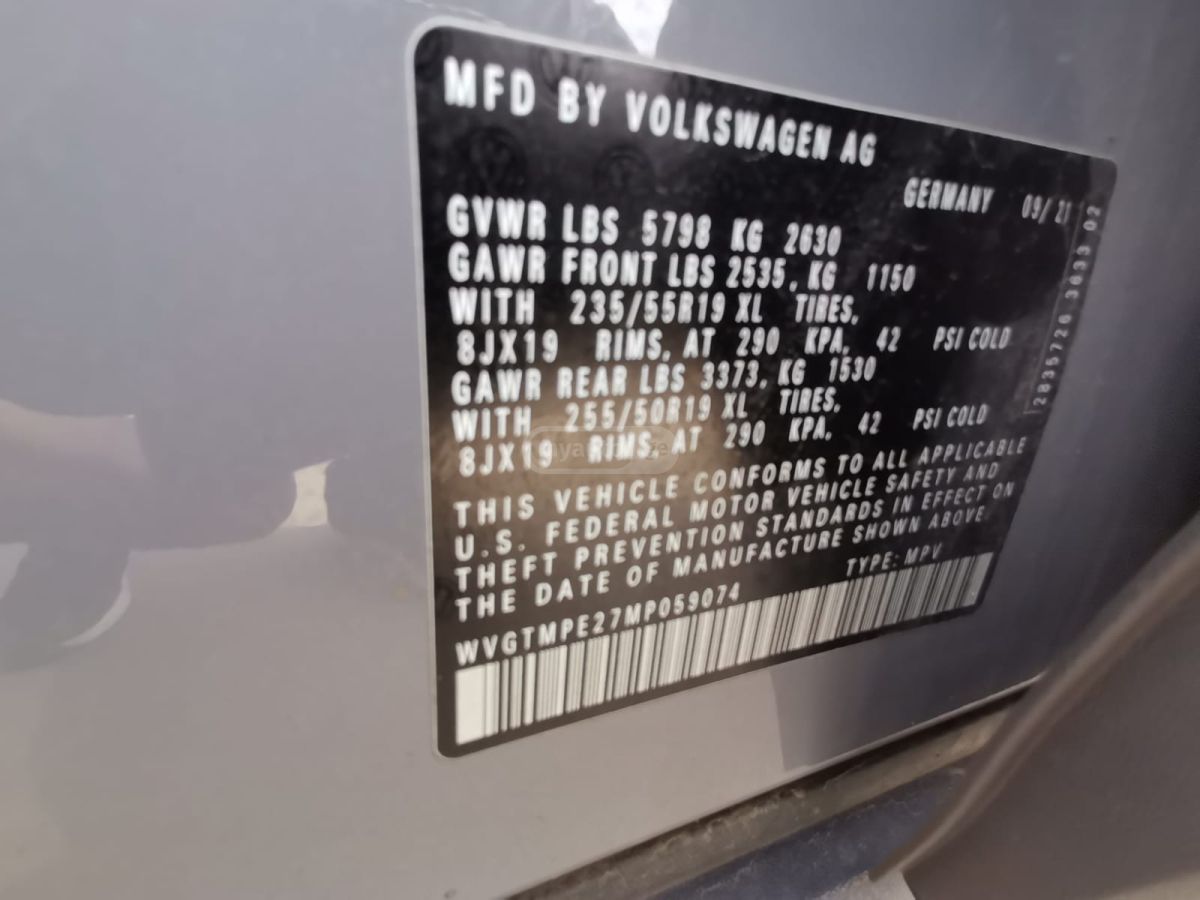 MFD BY VOLKSWAGEN AG
GERMANY 09/ 21
GVWR LBS 5798 KG 2630
GAWR FRONT LBS 2535, KG 1150
WITH 235/55R19 XL TIRES,
8JX19 RIMS, AT 290 KPA, 42 PSI COLD
GAWR REAR LBS 3373, KG 1530
WITH 255/50R19 XL TIRES,
8JX19 RIMS, AT 290 KPA, 42 PSI COLD
THIS VEHICLE CONFORMS TO ALL APPLICABLE
U.S. FEDERAL MOTOR VEHICLE SAFETY AND
THEFT PREVENTION STANDARDS IN EFFECT ON
THE DATE OF MANUFACTURE SHOWN ABOVE.
TYPE: MPV
WVGTMPE27MP059074
2835726 3633 02